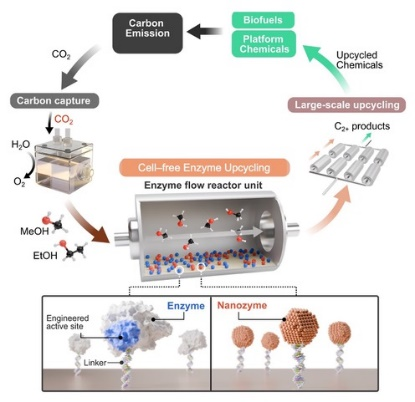 Carbon
Emission
Biofuels
Platform
Chemicals
CO₂
Upcycled
Chemicals
Carbon capture
Large-scale upcycling
CO₂
C₂₊ products
H₂O
O₂
Cell–free Enzyme Upcycling
Enzyme flow reactor unit
MeOH
EtOH
Engineered
active site
Enzyme
Linker
Nanozyme